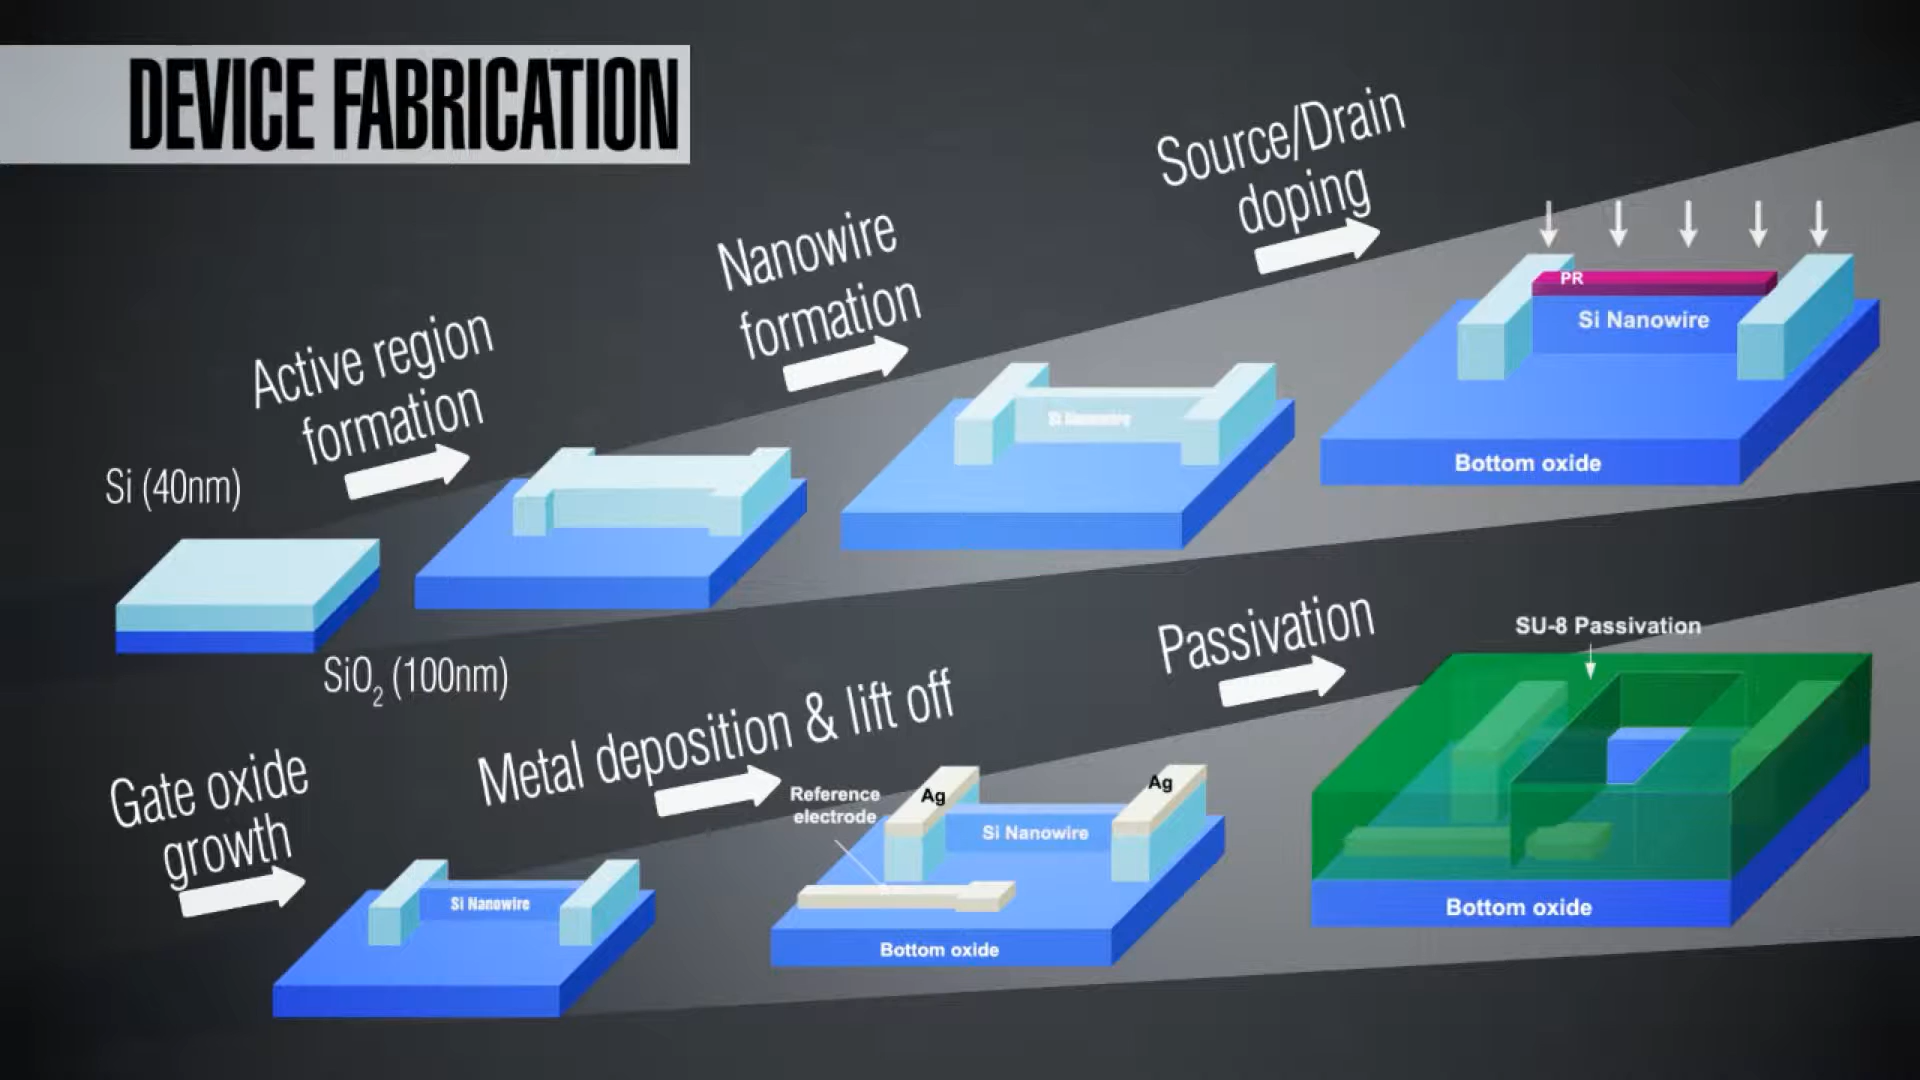 DEVICE FABRICATION
Si (40nm)
SiO₂ (100nm)
Active region
formation
Nanowire
formation
Si Nanowire
Source/Drain
doping
PR
Si Nanowire
Bottom oxide
Gate oxide
growth
Si Nanowire
Metal deposition & lift off
Reference
electrode
Ag
Ag
Si Nanowire
Bottom oxide
Passivation
SU-8 Passivation
Bottom oxide